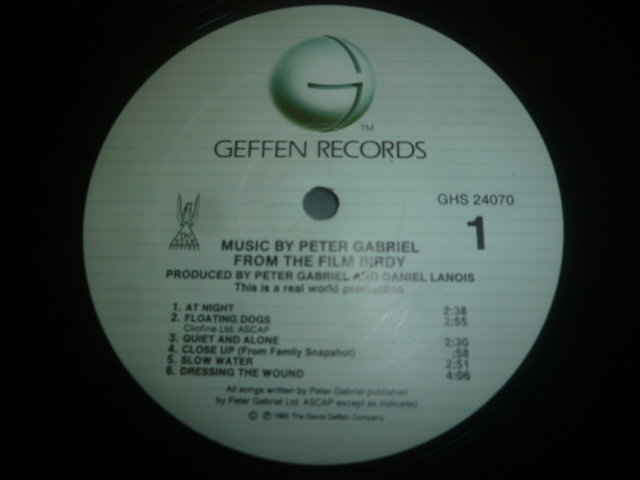 G
TM
GEFFEN RECORDS
GHS 24070
1
MUSIC BY PETER GABRIEL
FROM THE FILM BIRDY
PRODUCED BY PETER GABRIEL AND DANIEL LANOIS
This is a real world production
1. AT NIGHT 2:38
2. FLOATING DOGS 2:55
Cliofine Ltd. ASCAP
3. QUIET AND ALONE 2:30
4. CLOSE UP (From Family Snapshot) :58
5. SLOW WATER 2:51
6. DRESSING THE WOUND 4:06
All songs written by Peter Gabriel published
by Peter Gabriel Ltd. ASCAP except as indicated
© ℗ 1985 The David Geffen Company